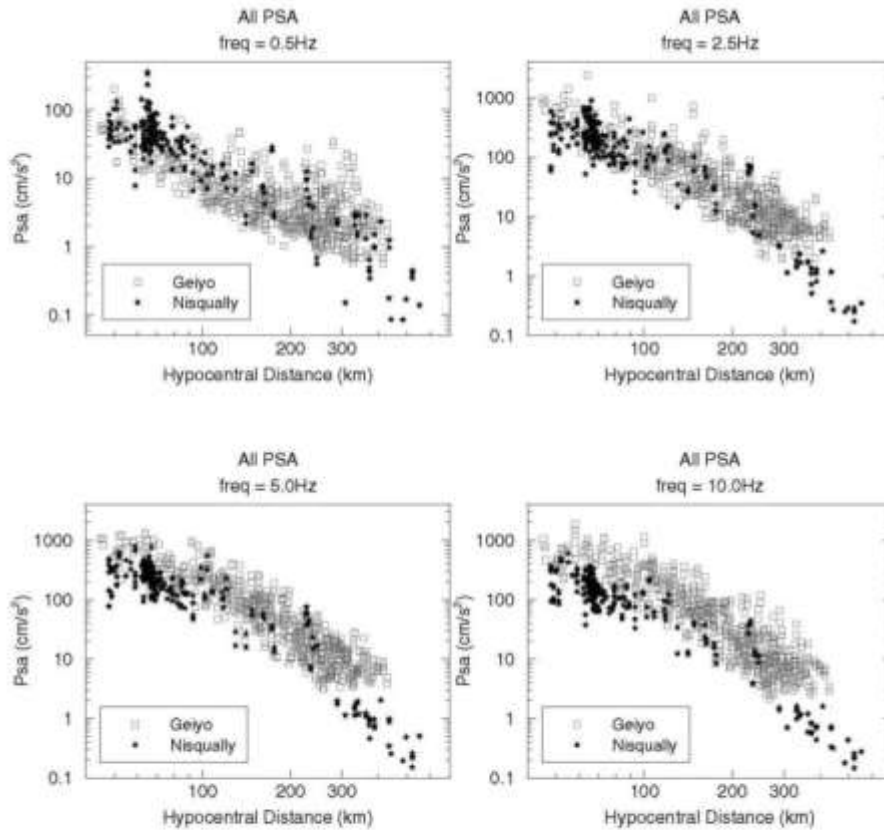 All PSA
freq = 0.5Hz
100
10
1
0.1
Psa (cm/s²)
Geiyo
Nisqually
100 200 300
Hypocentral Distance (km)
All PSA
freq = 2.5Hz
1000
100
10
1
0.1
Psa (cm/s²)
Geiyo
Nisqually
100 200 300
Hypocentral Distance (km)
All PSA
freq = 5.0Hz
1000
100
10
1
0.1
Psa (cm/s²)
Geiyo
Nisqually
100 200 300
Hypocentral Distance (km)
All PSA
freq = 10.0Hz
1000
100
10
1
0.1
Psa (cm/s²)
Geiyo
Nisqually
100 200 300
Hypocentral Distance (km)